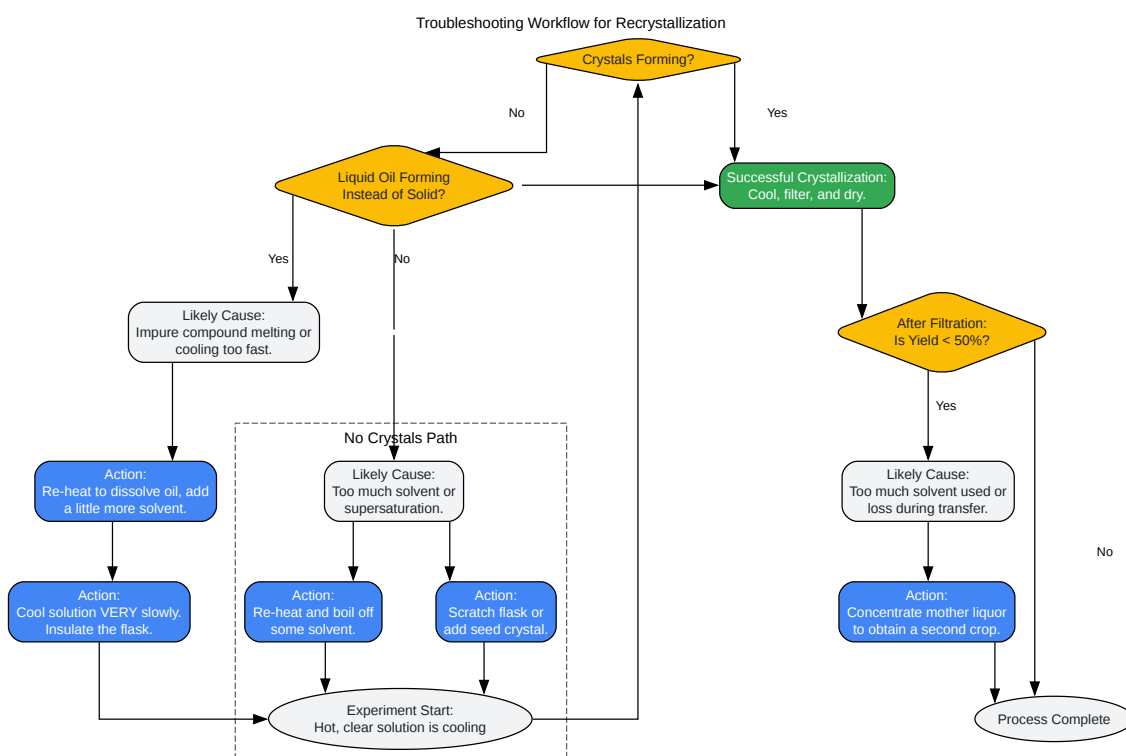 Troubleshooting Workflow for Recrystallization
Crystals Forming?
No
Yes
Liquid Oil Forming
Instead of Solid?
Successful Crystallization:
Cool, filter, and dry.
Yes
No
Likely Cause:
Impure compound melting or
cooling too fast.
After Filtration:
Is Yield < 50%?
Yes
No Crystals Path
Action:
Re-heat to dissolve oil, add
a little more solvent.
Likely Cause:
Too much solvent or
supersaturation.
Likely Cause:
Too much solvent used or
loss during transfer.
No
Action:
Cool solution VERY slowly.
Insulate the flask.
Action:
Re-heat and boil off
some solvent.
Action:
Scratch flask or
add seed crystal.
Action:
Concentrate mother liquor
to obtain a second crop.
Experiment Start:
Hot, clear solution is cooling
Process Complete